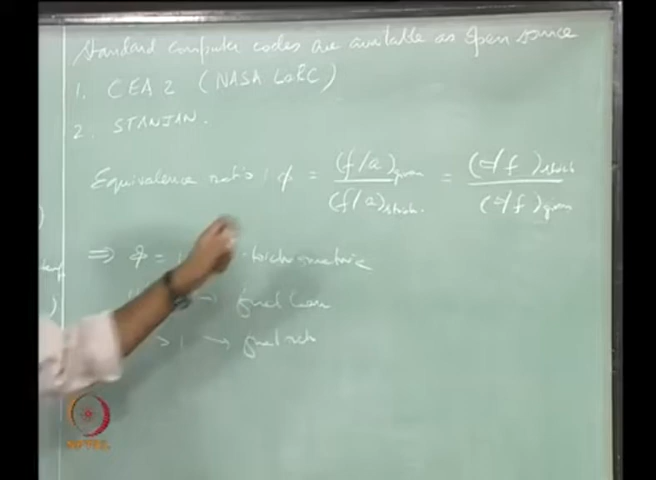 Standard computer codes are available as Open source
1. CEA 2 (NASA LeRC)
2. STANJAN.
Equivalence ratio, φ = (f/a)given / (f/a)stoich. = (a/f)stoich / (a/f)given
⇒ φ = 1 stoichiometric
→ fuel lean
> 1 → fuel rich
NPTEL